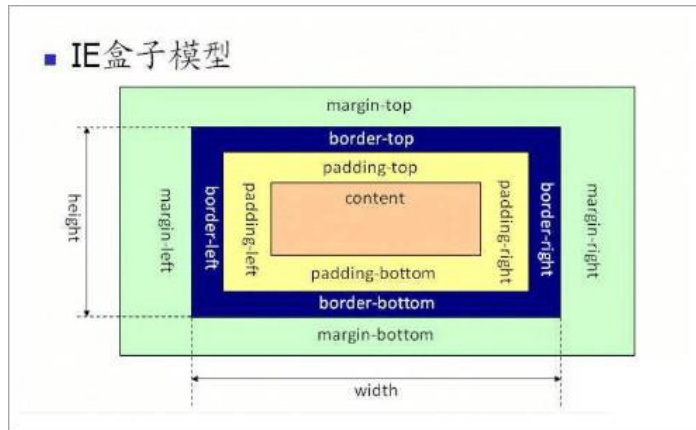 IE盒子模型
margin-top
border-top
padding-top
content
height
margin-left
border-left
padding-left
padding-right
border-right
margin-right
padding-bottom
border-bottom
margin-bottom
width